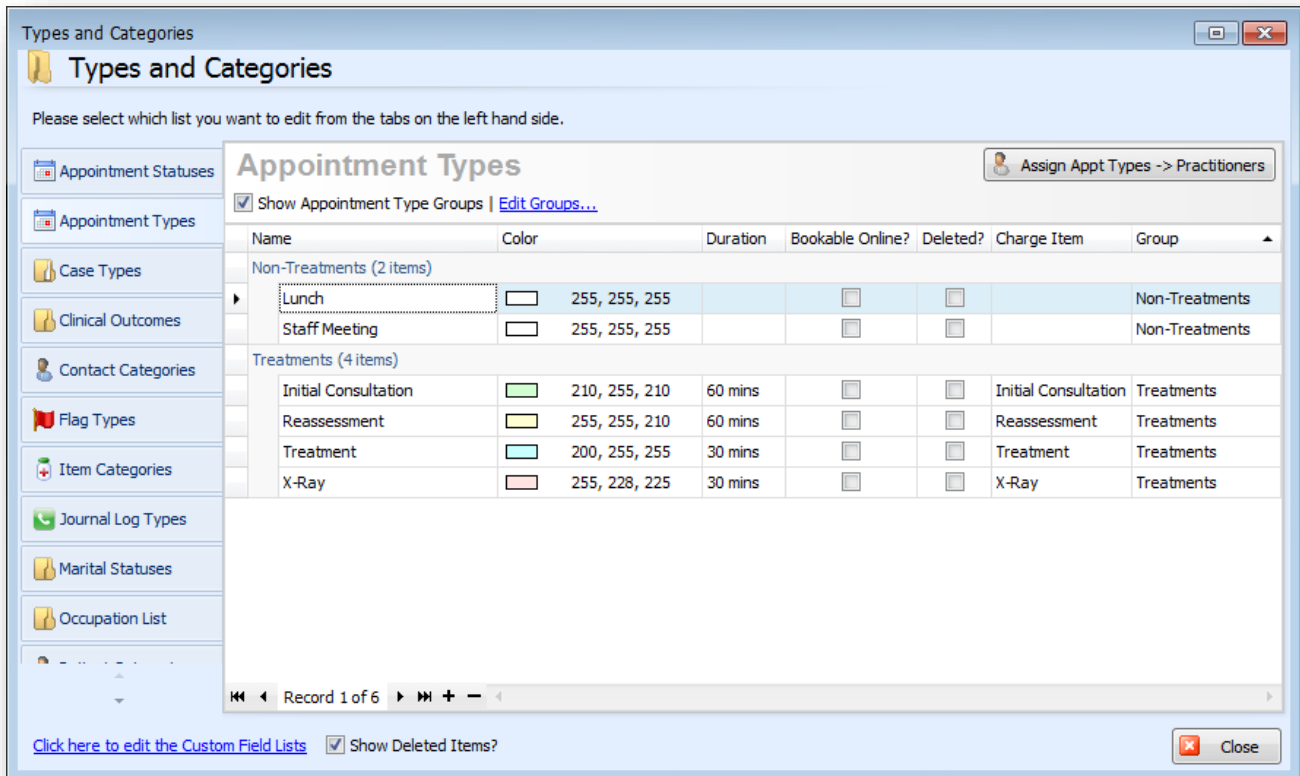 Types and Categories
Types and Categories
Please select which list you want to edit from the tabs on the left hand side.
Appointment Statuses
Appointment Types
Case Types
Clinical Outcomes
Contact Categories
Flag Types
Item Categories
Journal Log Types
Marital Statuses
Occupation List
Appointment Types
Assign Appt Types -> Practitioners
Show Appointment Type Groups | Edit Groups...
Name Color Duration Bookable Online? Deleted? Charge Item Group
Non-Treatments (2 items)
Lunch 255, 255, 255 Non-Treatments
Staff Meeting 255, 255, 255 Non-Treatments
Treatments (4 items)
Initial Consultation 210, 255, 210 60 mins Initial Consultation Treatments
Reassessment 255, 255, 210 60 mins Reassessment Treatments
Treatment 200, 255, 255 30 mins Treatment Treatments
X-Ray 255, 228, 225 30 mins X-Ray Treatments
Record 1 of 6
Click here to edit the Custom Field Lists Show Deleted Items? Close